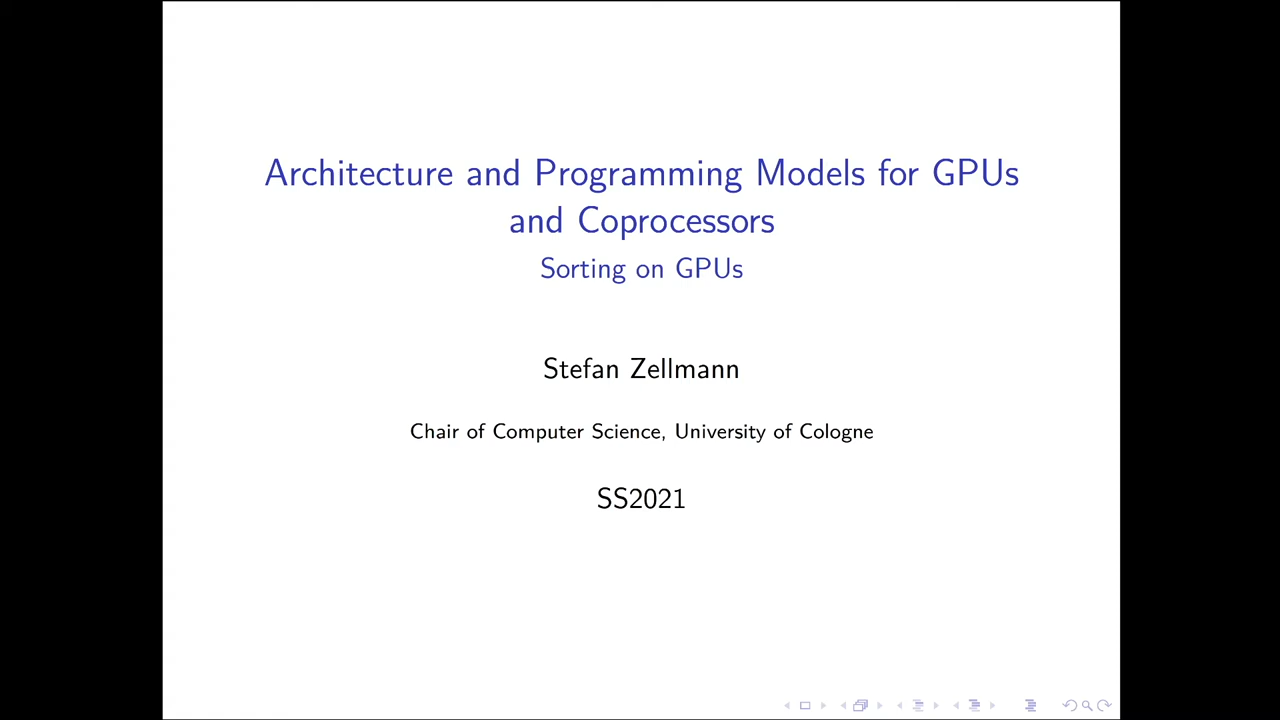 Architecture and Programming Models for GPUs
and Coprocessors
Sorting on GPUs
Stefan Zellmann
Chair of Computer Science, University of Cologne
SS2021